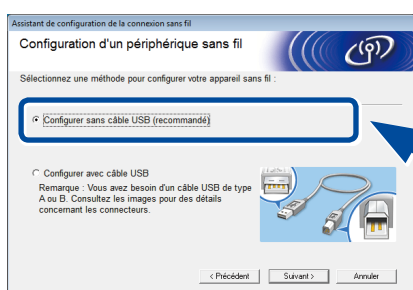 Assistant de configuration de la connexion sans fil
Configuration d'un périphérique sans fil
Sélectionnez une méthode pour configurer votre appareil sans fil :
Configurer sans câble USB (recommandé)
Configurer avec câble USB
Remarque : Vous avez besoin d'un câble USB de type
A ou B. Consultez les images pour des détails
concernant les connecteurs.
< Précédent
Suivant >
Annuler